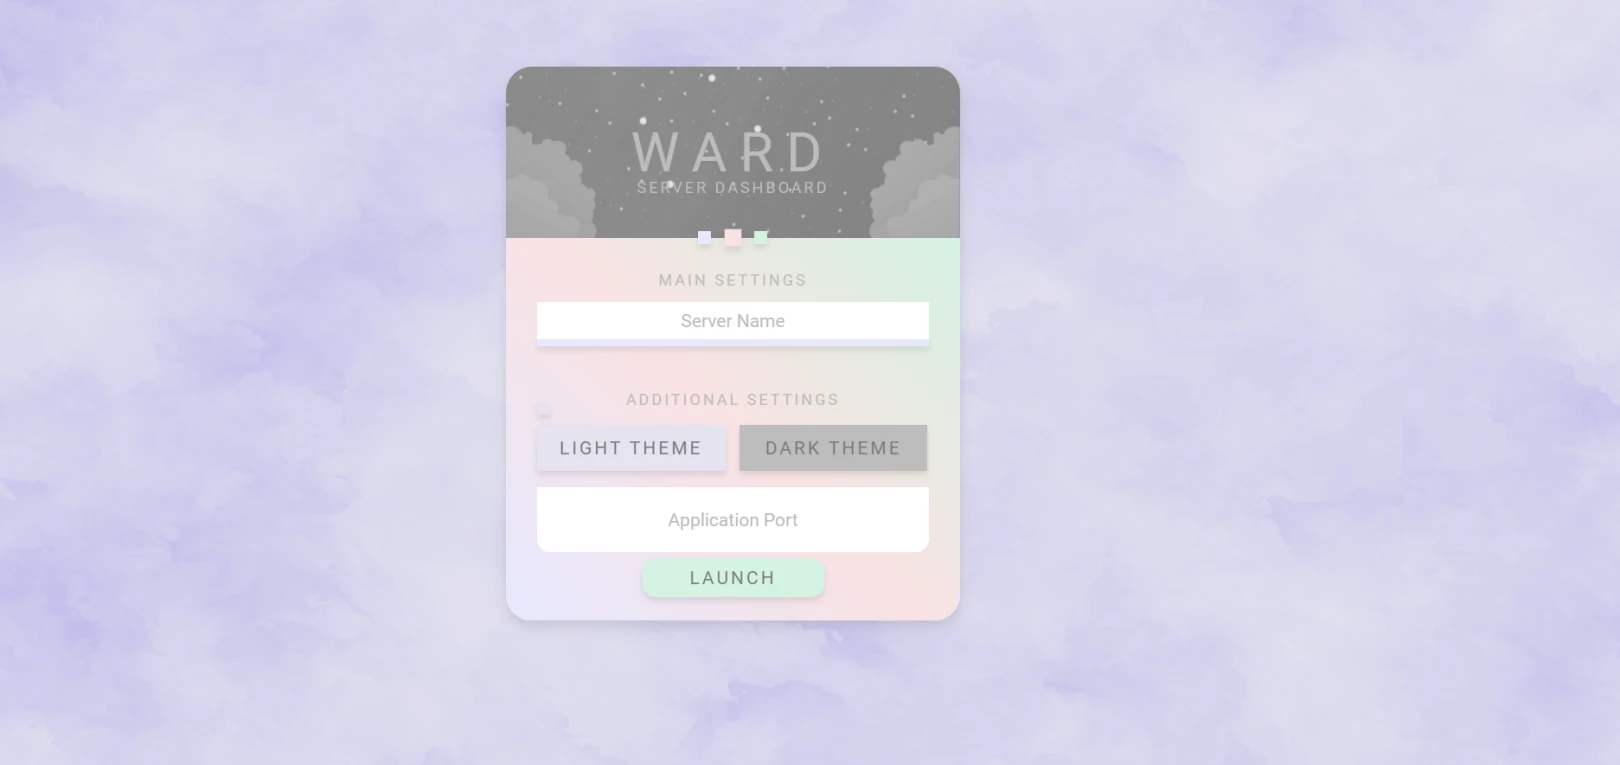 WARD
SERVER DASHBOARD
MAIN SETTINGS
Server Name
ADDITIONAL SETTINGS
LIGHT THEME
DARK THEME
Application Port
LAUNCH